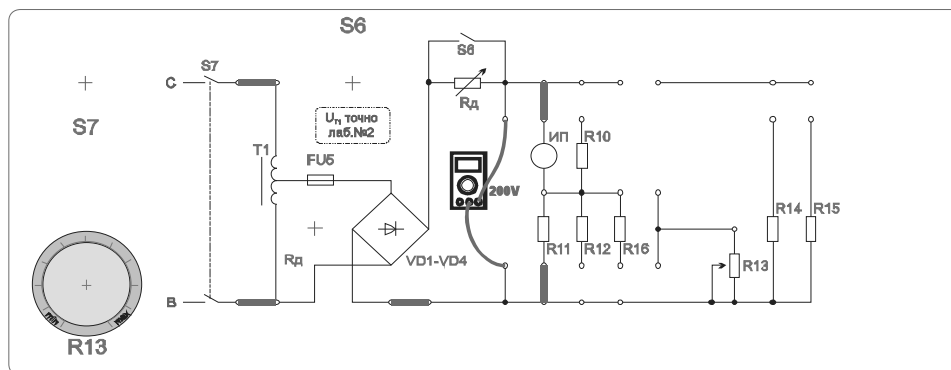 S6
S6
S7
C
Rд
S7
Uт1 точно
лаб.№2
ИП
R10
T1
FU5
200V
R14
R15
R11
R12
R16
Rд
VD1-VD4
R13
B
min
max
R13